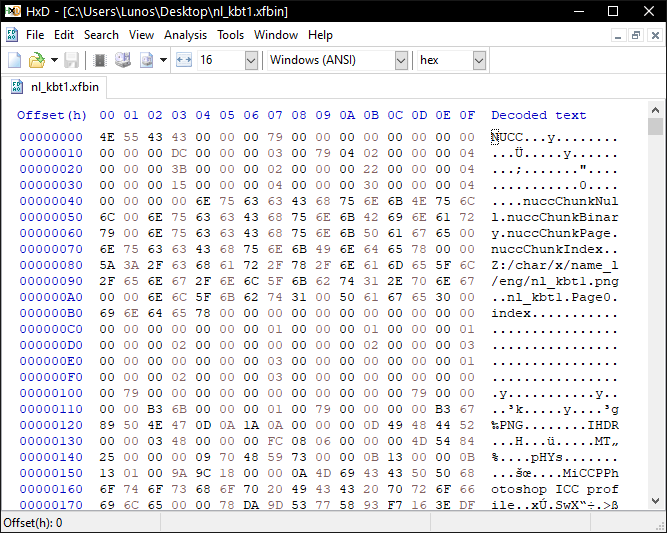 HxD - [C:\Users\Lunos\Desktop\nl_kbt1.xfbin]
File Edit Search View Analysis Tools Window Help
16 Windows (ANSI) hex
nl_kbt1.xfbin
Offset(h) 00 01 02 03 04 05 06 07 08 09 0A 0B 0C 0D 0E 0F Decoded text
00000000 4E 55 43 43 00 00 00 79 00 00 00 00 00 00 00 00 NUCC...y........
00000010 00 00 00 DC 00 00 00 03 00 79 04 02 00 00 00 04 ...Ü.....y......
00000020 00 00 00 3B 00 00 00 02 00 00 00 22 00 00 00 04 ...;......."....
00000030 00 00 00 15 00 00 00 04 00 00 00 30 00 00 00 04 ...........0....
00000040 00 00 00 00 6E 75 63 63 43 68 75 6E 6B 4E 75 6C ....nuccChunkNul
00000050 6C 00 6E 75 63 63 43 68 75 6E 6B 42 69 6E 61 72 l.nuccChunkBinar
00000060 79 00 6E 75 63 63 43 68 75 6E 6B 50 61 67 65 00 y.nuccChunkPage.
00000070 6E 75 63 63 43 68 75 6E 6B 49 6E 64 65 78 00 00 nuccChunkIndex..
00000080 5A 3A 2F 63 68 61 72 2F 78 2F 6E 61 6D 65 5F 6C Z:/char/x/name_l
00000090 2F 65 6E 67 2F 6E 6C 5F 6B 62 74 31 2E 70 6E 67 /eng/nl_kbt1.png
000000A0 00 00 6E 6C 5F 6B 62 74 31 00 50 61 67 65 30 00 ..nl_kbt1.Page0.
000000B0 69 6E 64 65 78 00 00 00 00 00 00 00 00 00 00 00 index...........
000000C0 00 00 00 00 00 00 00 01 00 00 00 01 00 00 00 01 ................
000000D0 00 00 00 02 00 00 00 00 00 00 00 02 00 00 00 03 ................
000000E0 00 00 00 00 00 00 00 03 00 00 00 00 00 00 00 01 ................
000000F0 00 00 00 02 00 00 00 03 00 00 00 00 00 00 00 00 ................
00000100 00 79 00 00 00 00 00 00 00 00 00 00 00 79 00 00 .y...........y..
00000110 00 00 B3 6B 00 00 00 01 00 79 00 00 00 00 B3 67 ..³k.....y....³g
00000120 89 50 4E 47 0D 0A 1A 0A 00 00 00 0D 49 48 44 52 ‰PNG........IHDR
00000130 00 00 03 48 00 00 00 FC 08 06 00 00 00 4D 54 84 ...H...ü.....MT„
00000140 25 00 00 00 09 70 48 59 73 00 00 0B 13 00 00 0B %....pHYs.......
00000150 13 01 00 9A 9C 18 00 00 0A 4D 69 43 43 50 50 68 ...šœ....MiCCPPh
00000160 6F 74 6F 73 68 6F 70 20 49 43 43 20 70 72 6F 66 otoshop ICC prof
00000170 69 6C 65 00 00 78 DA 9D 53 77 58 93 F7 16 3E DF ile..xÚ.SwX“÷.>ß
Offset(h): 0